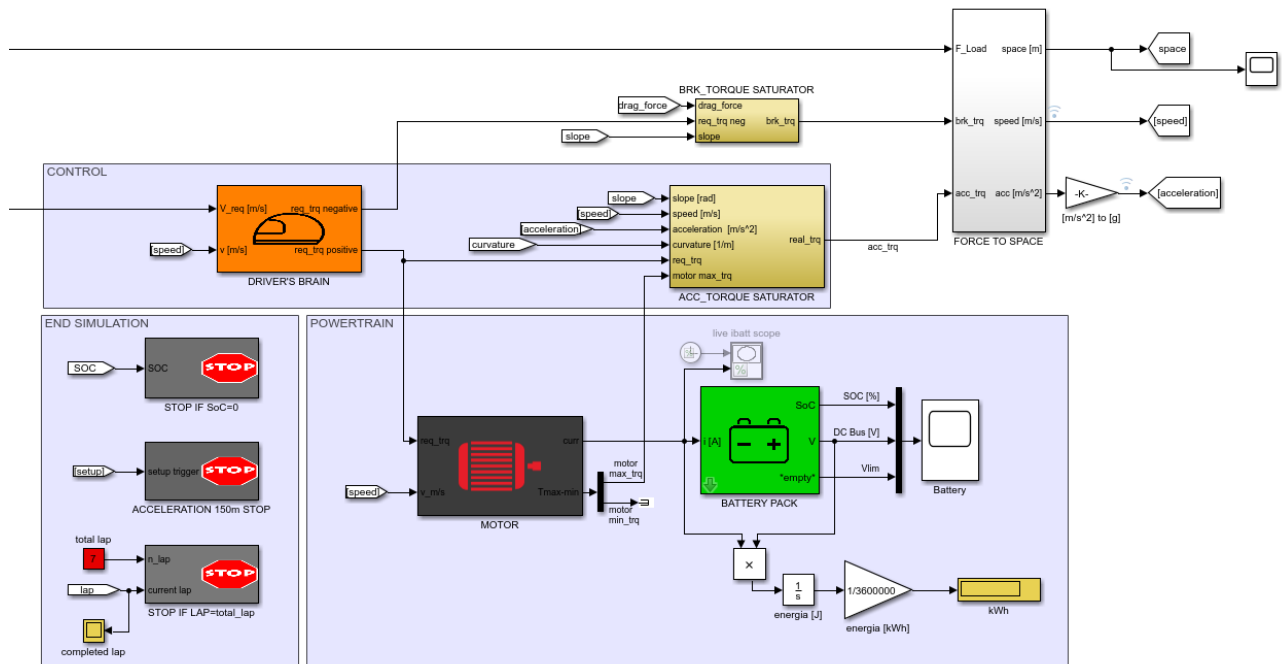 F_Load
space [m]
space
BRK_TORQUE SATURATOR
drag_force
drag_force
req_trq neg
brk_trq
slope
slope
brk_trq
speed [m/s]
[speed]
CONTROL
V_req [m/s]
req_trq negative
[speed]
v [m/s]
req_trq positive
DRIVER'S BRAIN
slope
slope [rad]
[speed]
speed [m/s]
[acceleration]
acceleration [m/s^2]
curvature
curvature [1/m]
real_trq
req_trq
motor max_trq
ACC_TORQUE SATURATOR
acc_trq
acc_trq
acc [m/s^2]
-K-
[acceleration]
[m/s^2] to [g]
FORCE TO SPACE
END SIMULATION
SOC
SOC
STOP
STOP IF SoC=0
[setup]
setup trigger
STOP
ACCELERATION 150m STOP
total lap
7
n_lap
STOP
lap
current lap
STOP IF LAP=total_lap
completed lap
POWERTRAIN
live ibatt scope
req_trq
curr
[speed]
v_m/s
Tmax-min
MOTOR
motor
max_trq
motor
min_trq
i [A]
SoC
V
"empty"
BATTERY PACK
SOC [%]
DC Bus [V]
Vlim
Battery
×
1
s
energia [J]
1/3600000
energia [kWh]
kWh